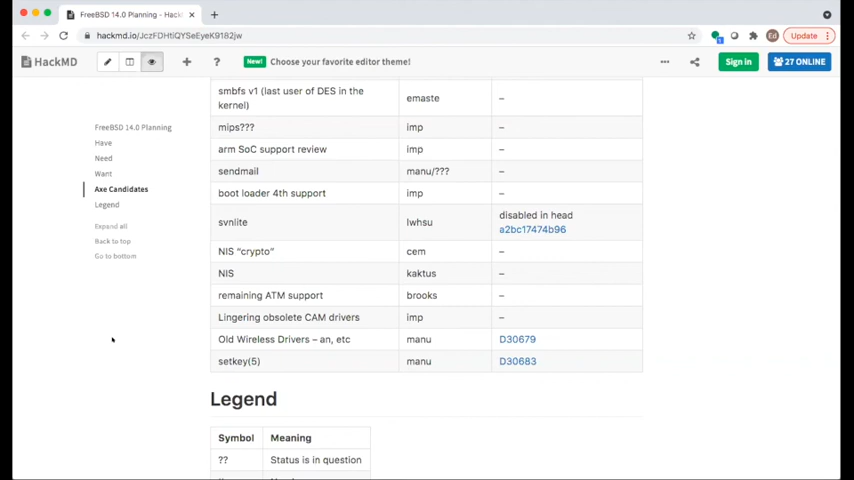 FreeBSD 14.0 Planning - HackMD
hackmd.io/JczFDHtiQYSeEyeK9182jw
Ed
Update
HackMD
New! Choose your favorite editor theme!
Sign in
27 ONLINE
FreeBSD 14.0 Planning
Have
Need
Want
Axe Candidates
Legend
Expand all
Back to top
Go to bottom
smbfs v1 (last user of DES in the
kernel) emaste –
mips??? imp –
arm SoC support review imp –
sendmail manu/??? –
boot loader 4th support imp –
svnlite lwhsu disabled in head
a2bc17474b96
NIS “crypto” cem –
NIS kaktus –
remaining ATM support brooks –
Lingering obsolete CAM drivers imp –
Old Wireless Drivers – an, etc manu D30679
setkey(5) manu D30683
Legend
Symbol Meaning
?? Status is in question